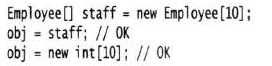 Employee[] staff = new Employee[10];
obj = staff; // OK
obj = new int[10]; // OK